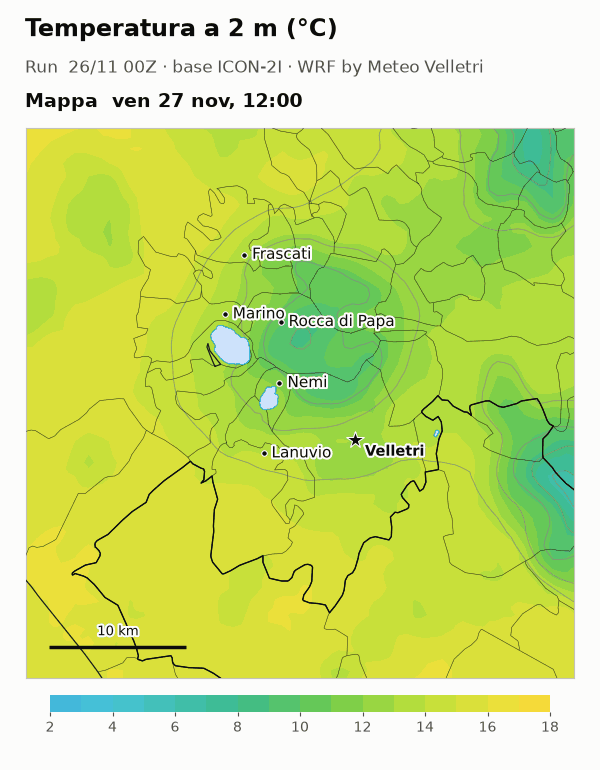 Temperatura a 2 m (°C)
Run  26/11 00Z · base ICON-2I · WRF by Meteo Velletri
Mappa  ven 27 nov, 12:00
Frascati
Marino
Rocca di Papa
Nemi
Velletri
Lanuvio
10 km
2 4 6 8 10 12 14 16 18